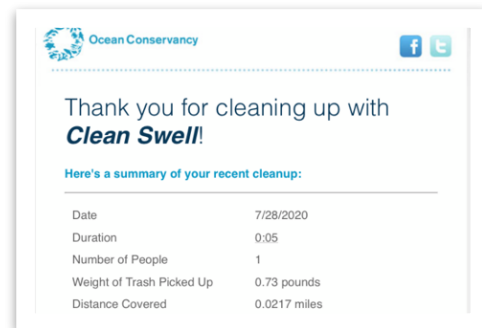 Ocean Conservancy
Thank you for cleaning up with
Clean Swell!
Here's a summary of your recent cleanup:
Date 7/28/2020
Duration 0:05
Number of People 1
Weight of Trash Picked Up 0.73 pounds
Distance Covered 0.0217 miles